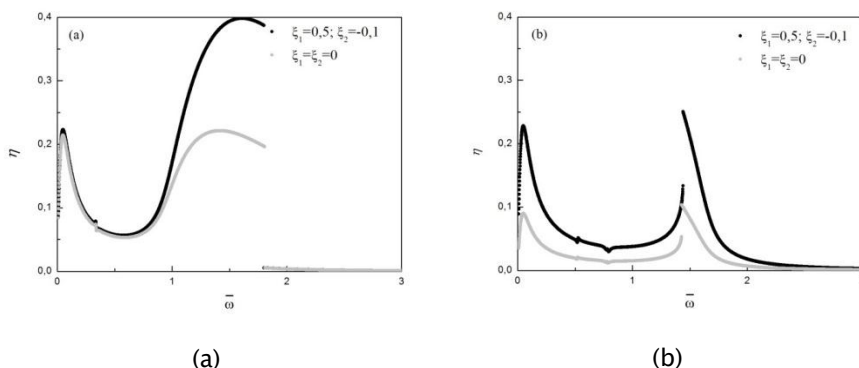 (a)
ξ₁=0,5; ξ₂=-0,1
ξ₁=ξ₂=0
0,4
0,3
0,2
0,1
0,0
η
0
1
2
3
ω̅
(b)
ξ₁=0,5; ξ₂=-0,1
ξ₁=ξ₂=0
0,4
0,3
0,2
0,1
0,0
η
0
1
2
ω̅
(a)
(b)